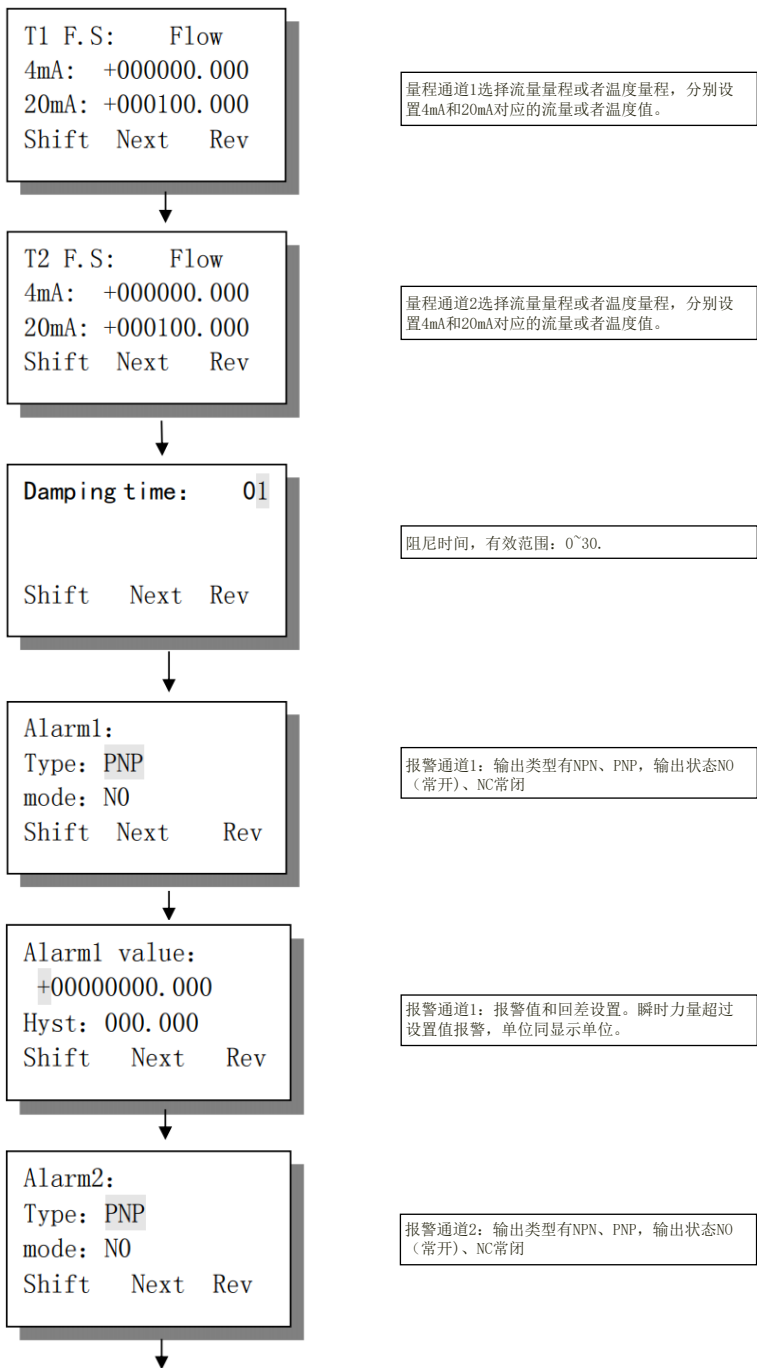 T1 F.S: Flow
4mA: +000000.000
20mA: +000100.000
Shift Next Rev
量程通道1选择流量量程或者温度量程，分别设
置4mA和20mA对应的流量或者温度值。
T2 F.S: Flow
4mA: +000000.000
20mA: +000100.000
Shift Next Rev
量程通道2选择流量量程或者温度量程，分别设
置4mA和20mA对应的流量或者温度值。
Damping time: 01
Shift Next Rev
阻尼时间，有效范围：0~30.
Alarm1:
Type: PNP
mode: NO
Shift Next Rev
报警通道1：输出类型有NPN、PNP，输出状态NO
（常开）、NC常闭
Alarm1 value:
+00000000.000
Hyst: 000.000
Shift Next Rev
报警通道1：报警值和回差设置。瞬时力量超过
设置值报警，单位同显示单位。
Alarm2:
Type: PNP
mode: NO
Shift Next Rev
报警通道2：输出类型有NPN、PNP，输出状态NO
（常开）、NC常闭